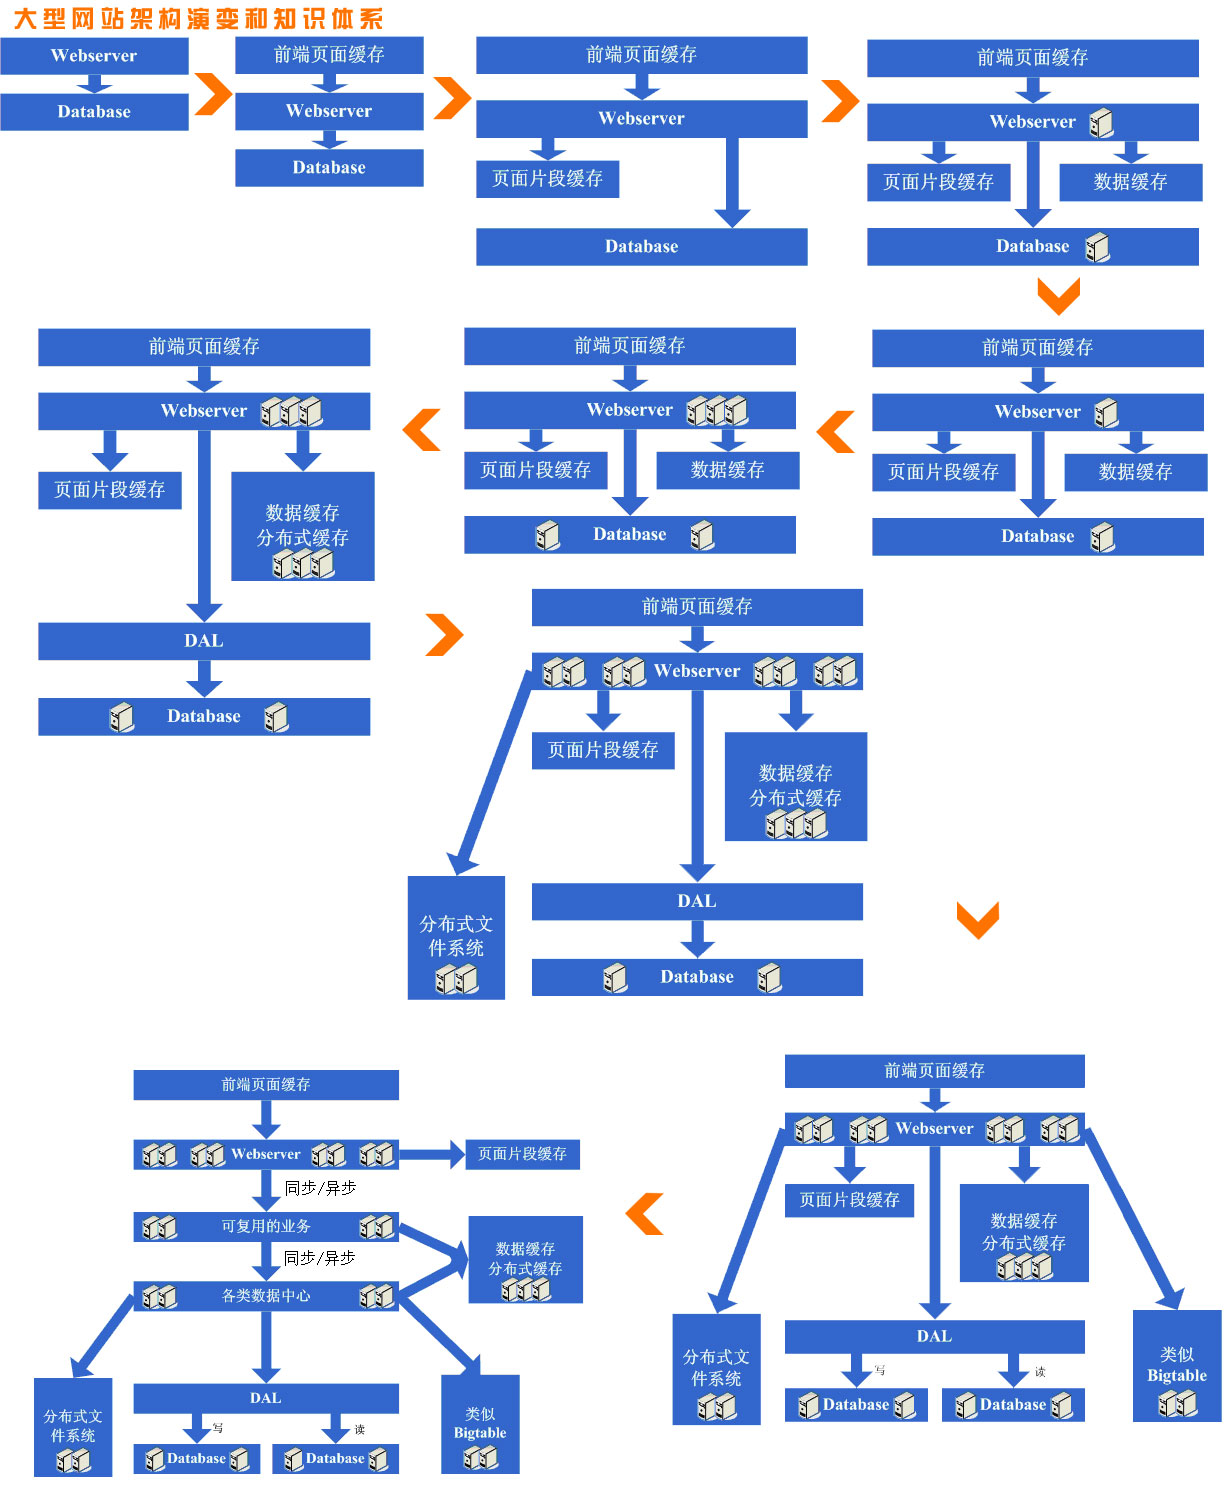 大型网站架构演变和知识体系
Webserver
Database
前端页面缓存
Webserver
Database
前端页面缓存
Webserver
页面片段缓存
Database
前端页面缓存
Webserver
页面片段缓存
数据缓存
Database
前端页面缓存
Webserver
页面片段缓存
数据缓存
Database
前端页面缓存
Webserver
页面片段缓存
数据缓存
Database
前端页面缓存
Webserver
页面片段缓存
数据缓存
分布式缓存
DAL
Database
前端页面缓存
Webserver
页面片段缓存
数据缓存
分布式缓存
分布式文
件系统
DAL
Database
前端页面缓存
Webserver
页面片段缓存
数据缓存
分布式缓存
分布式文
件系统
DAL
写
读
Database
Database
类似
Bigtable
前端页面缓存
Webserver
页面片段缓存
同步/异步
可复用的业务
同步/异步
数据缓存
分布式缓存
各类数据中心
分布式文
件系统
DAL
写
读
Database
Database
类似
Bigtable